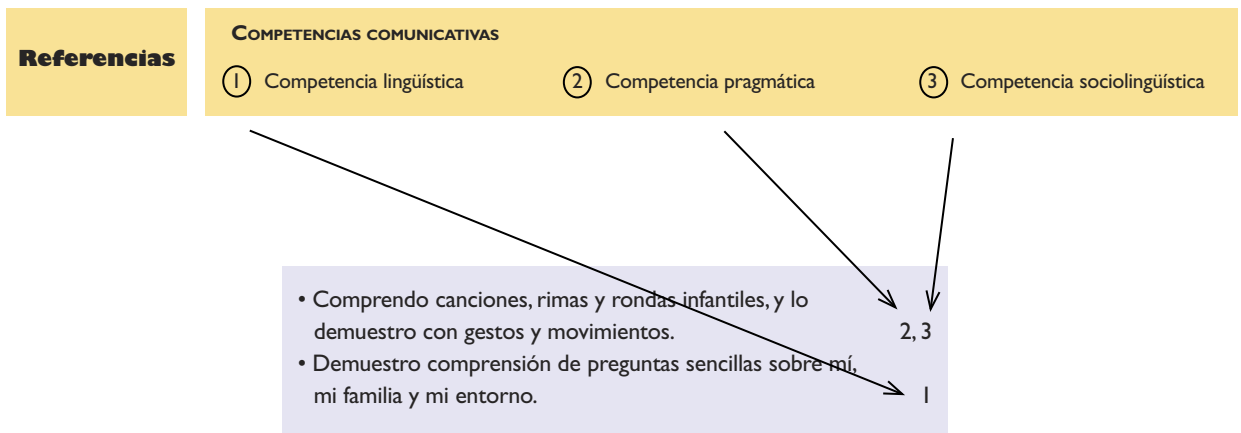 Referencias
COMPETENCIAS COMUNICATIVAS
1 Competencia lingüística 2 Competencia pragmática 3 Competencia sociolingüística
• Comprendo canciones, rimas y rondas infantiles, y lo
demuestro con gestos y movimientos. 2, 3
• Demuestro comprensión de preguntas sencillas sobre mí,
mi familia y mi entorno. 1